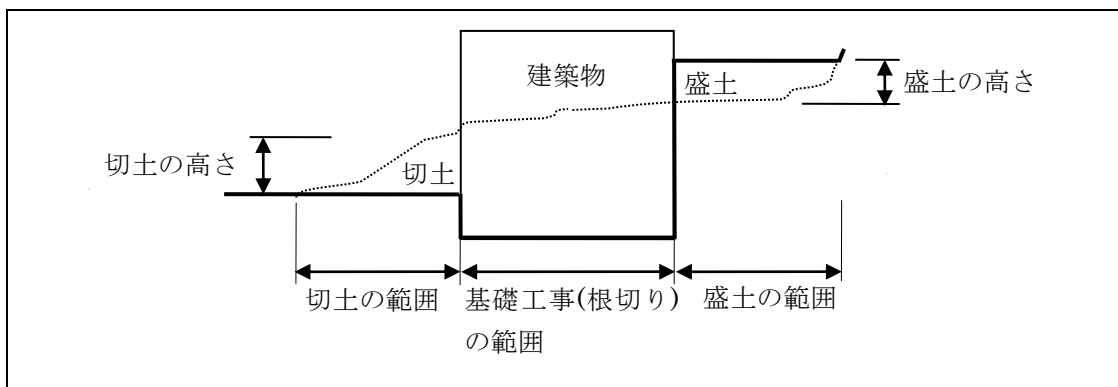 建築物
盛土
盛土の高さ
切土の高さ
切土
切土の範囲
基礎工事(根切り)
の範囲
盛土の範囲